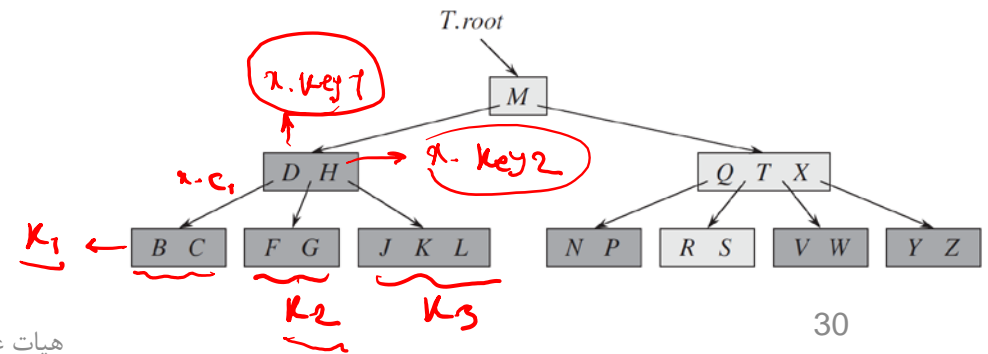 T.root
x.key1
M
D H
x.key2
Q T X
x.c1
K1
B C
F G
J K L
N P
R S
V W
Y Z
K2
K3
30
هیات